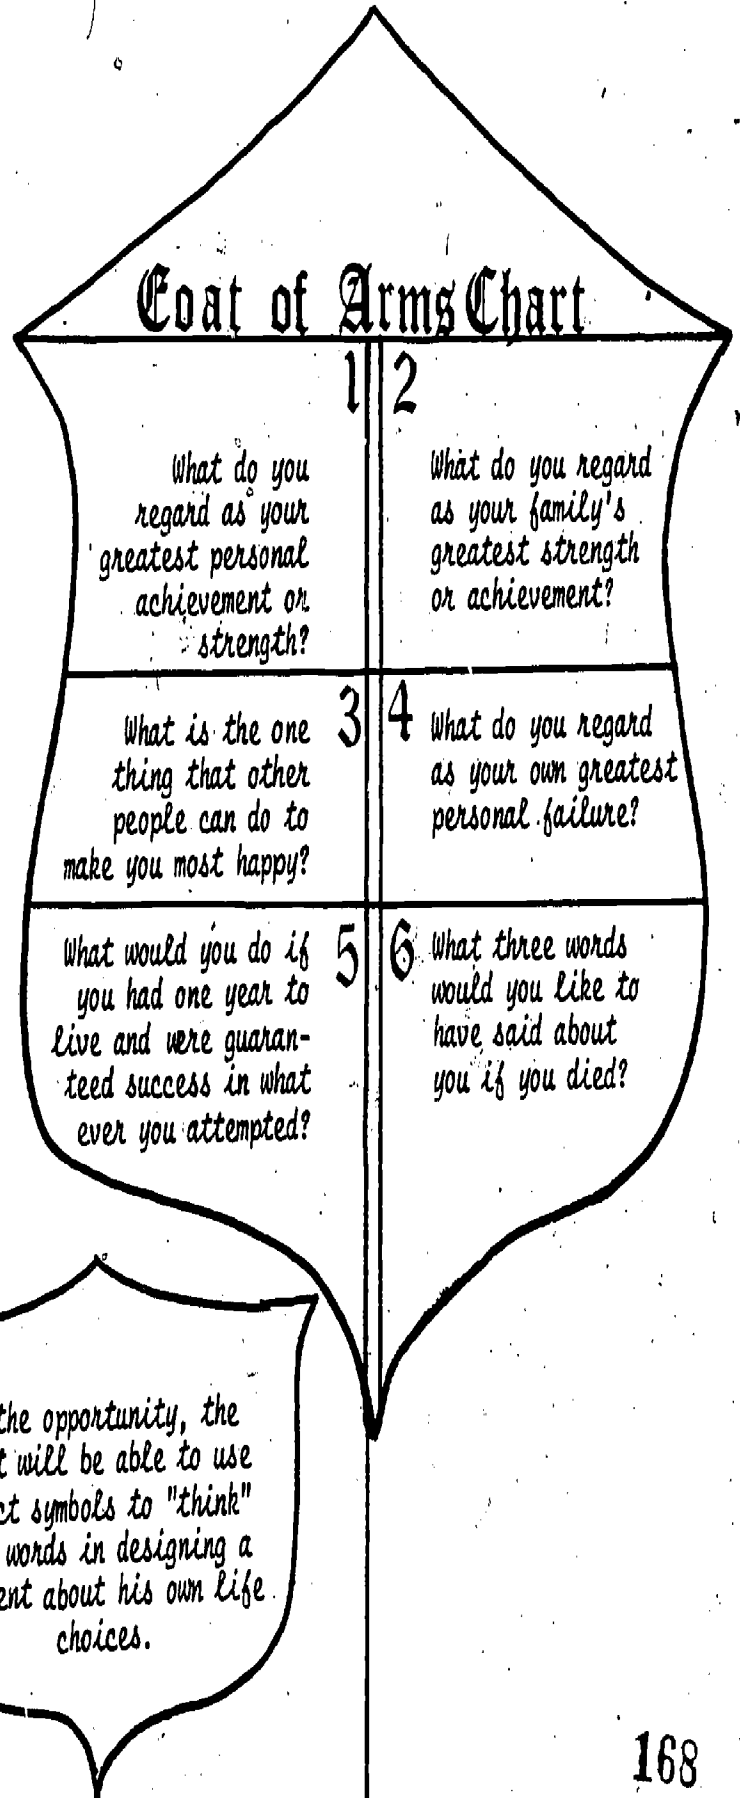 Coat of Arms Chart
1
What do you
regard as your
greatest personal
achievement or
strength?
2
What do you regard
as your family's
greatest strength
or achievement?
3
What is the one
thing that other
people can do to
make you most happy?
4
What do you regard
as your own greatest
personal failure?
5
What would you do if
you had one year to
live and were guaran-
teed success in what
ever you attempted?
6
What three words
would you like to
have said about
you if you died?
the opportunity, the
t will be able to use
ct symbols to "think"
words in designing a
ent about his own life
choices.
168